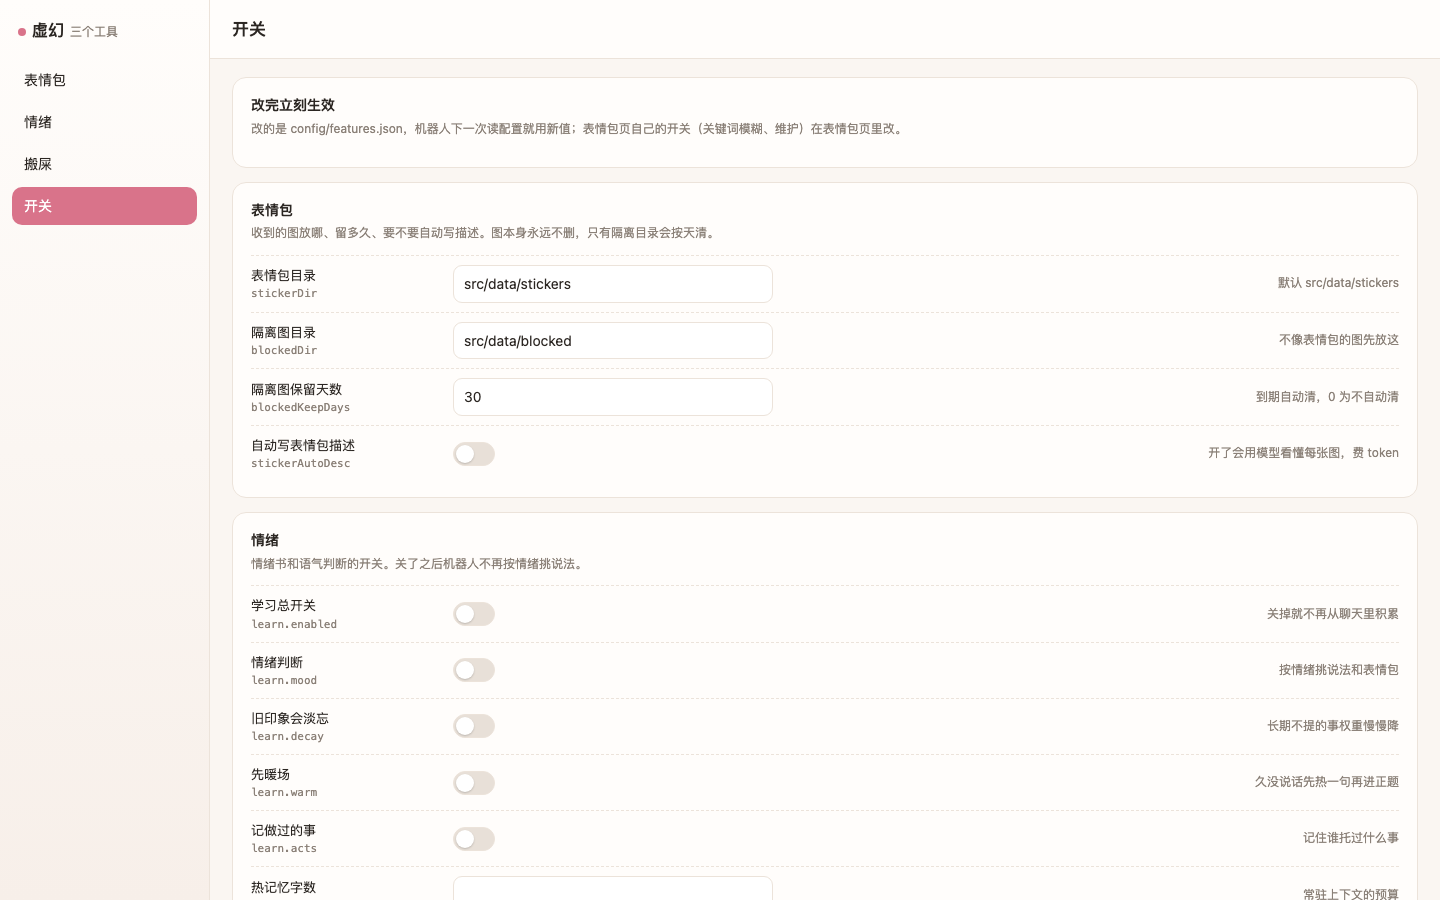 虚幻 三个工具
表情包
情绪
搬屎
开关
开关
改完立刻生效
改的是 config/features.json，机器人下一次读配置就用新值；表情包页自己的开关（关键词模糊、维护）在表情包页里改。
表情包
收到的图放哪、留多久、要不要自动写描述。图本身永远不删，只有隔离目录会按天清。
表情包目录
stickerDir
src/data/stickers
默认 src/data/stickers
隔离图目录
blockedDir
src/data/blocked
不像表情包的图先放这
隔离图保留天数
blockedKeepDays
30
到期自动清，0 为不自动清
自动写表情包描述
stickerAutoDesc
开了会用模型看懂每张图，费 token
情绪
情绪书和语气判断的开关。关了之后机器人不再按情绪挑说法。
学习总开关
learn.enabled
关掉就不再从聊天里积累
情绪判断
learn.mood
按情绪挑说法和表情包
旧印象会淡忘
learn.decay
长期不提的事权重慢慢降
先暖场
learn.warm
久没说话先热一句再进正题
记做过的事
learn.acts
记住谁托过什么事
热记忆字数
常驻上下文的预算